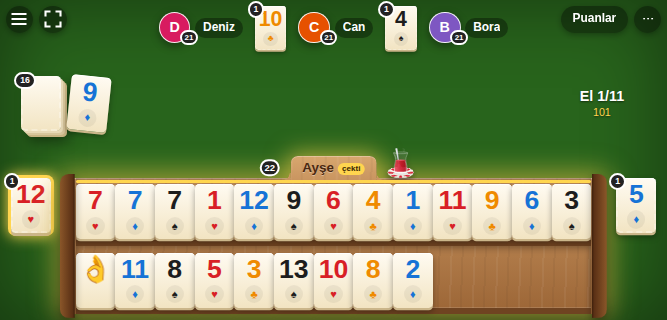 D 21 Deniz
1 10
C 21 Can
1 4
B 21 Bora
Puanlar
16 9
El 1/11
101
22 Ayşe çekti
1 12
7 7 7 1 12 9 6 4 1 11 9 6 3
1 5
11 8 5 3 13 10 8 2